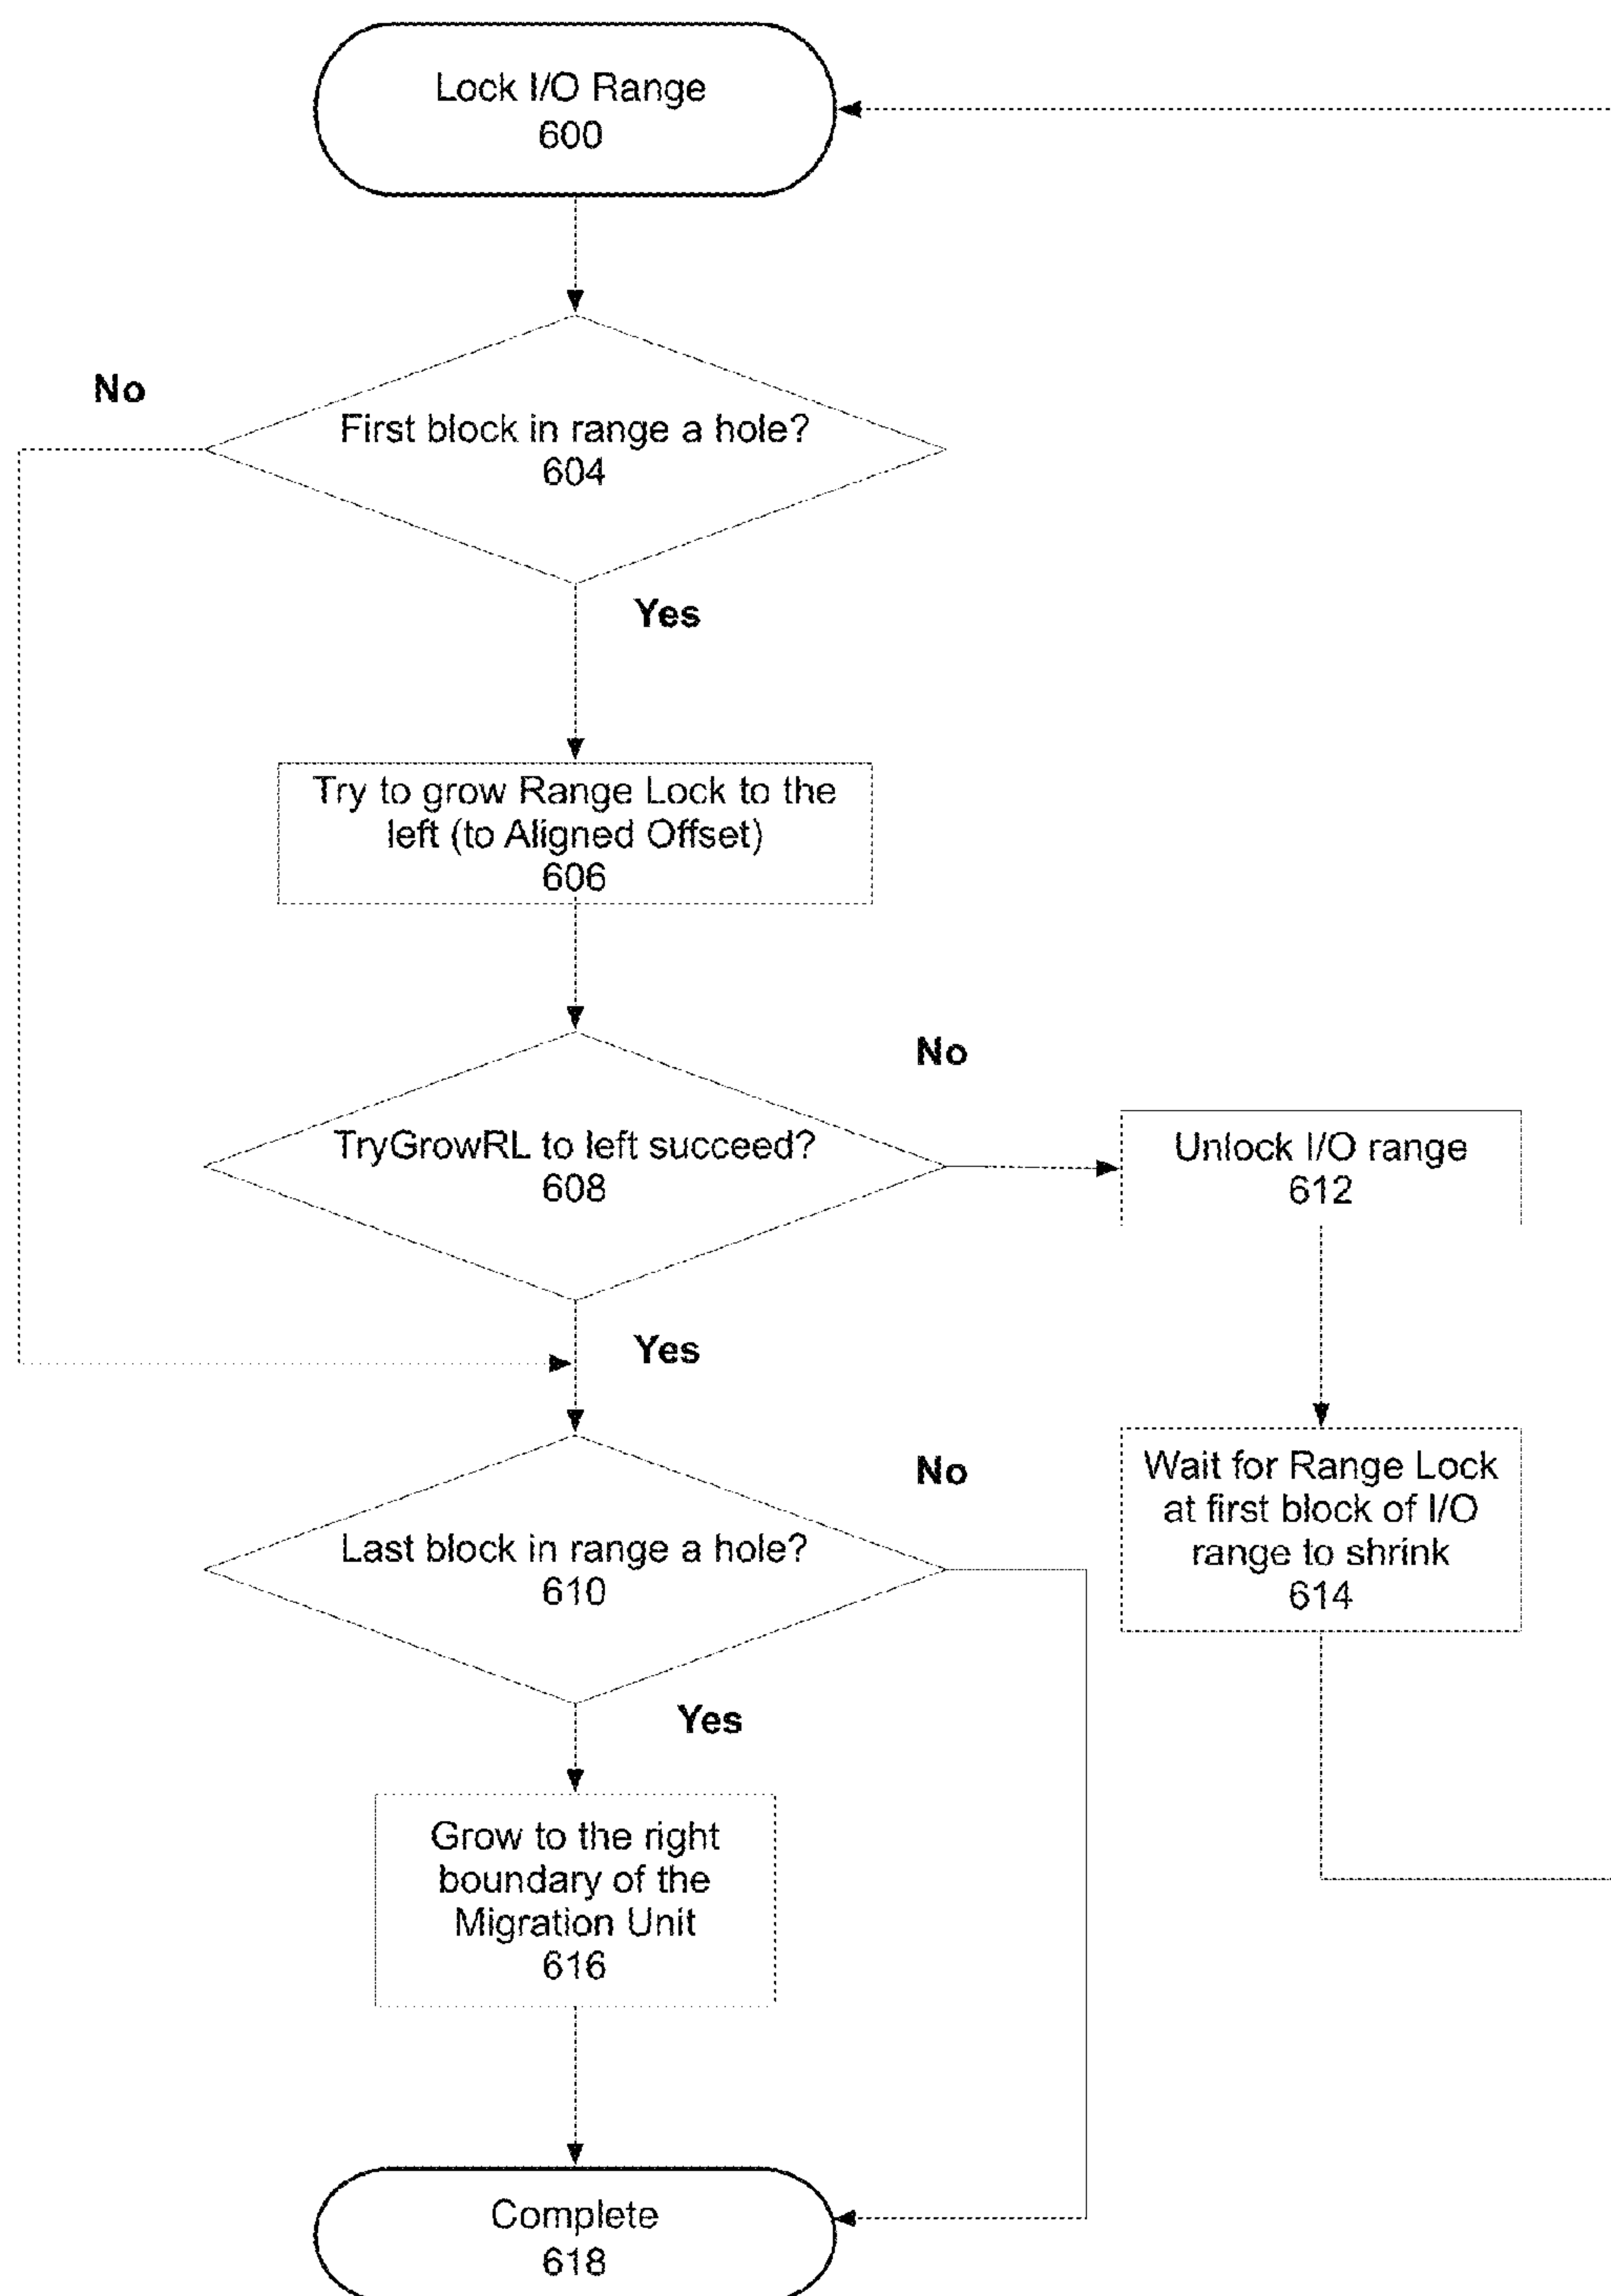 Lock I/O Range
600
No
First block in range a hole?
604
Yes
Try to grow Range Lock to the
left (to Aligned Offset)
606
No
TryGrowRL to left succeed?
608
Unlock I/O range
612
Yes
No
Wait for Range Lock
at first block of I/O
range to shrink
614
Last block in range a hole?
610
Yes
Grow to the right
boundary of the
Migration Unit
616
Complete
618